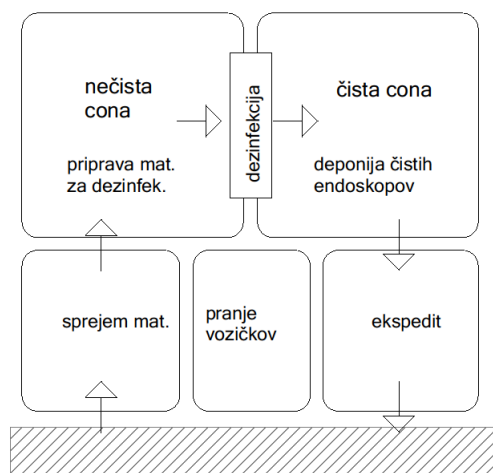 nečista
cona
priprava mat.
za dezinfek.
dezinfekcija
čista cona
deponija čistih
endoskopov
sprejem mat.
pranje
vozičkov
ekspedit